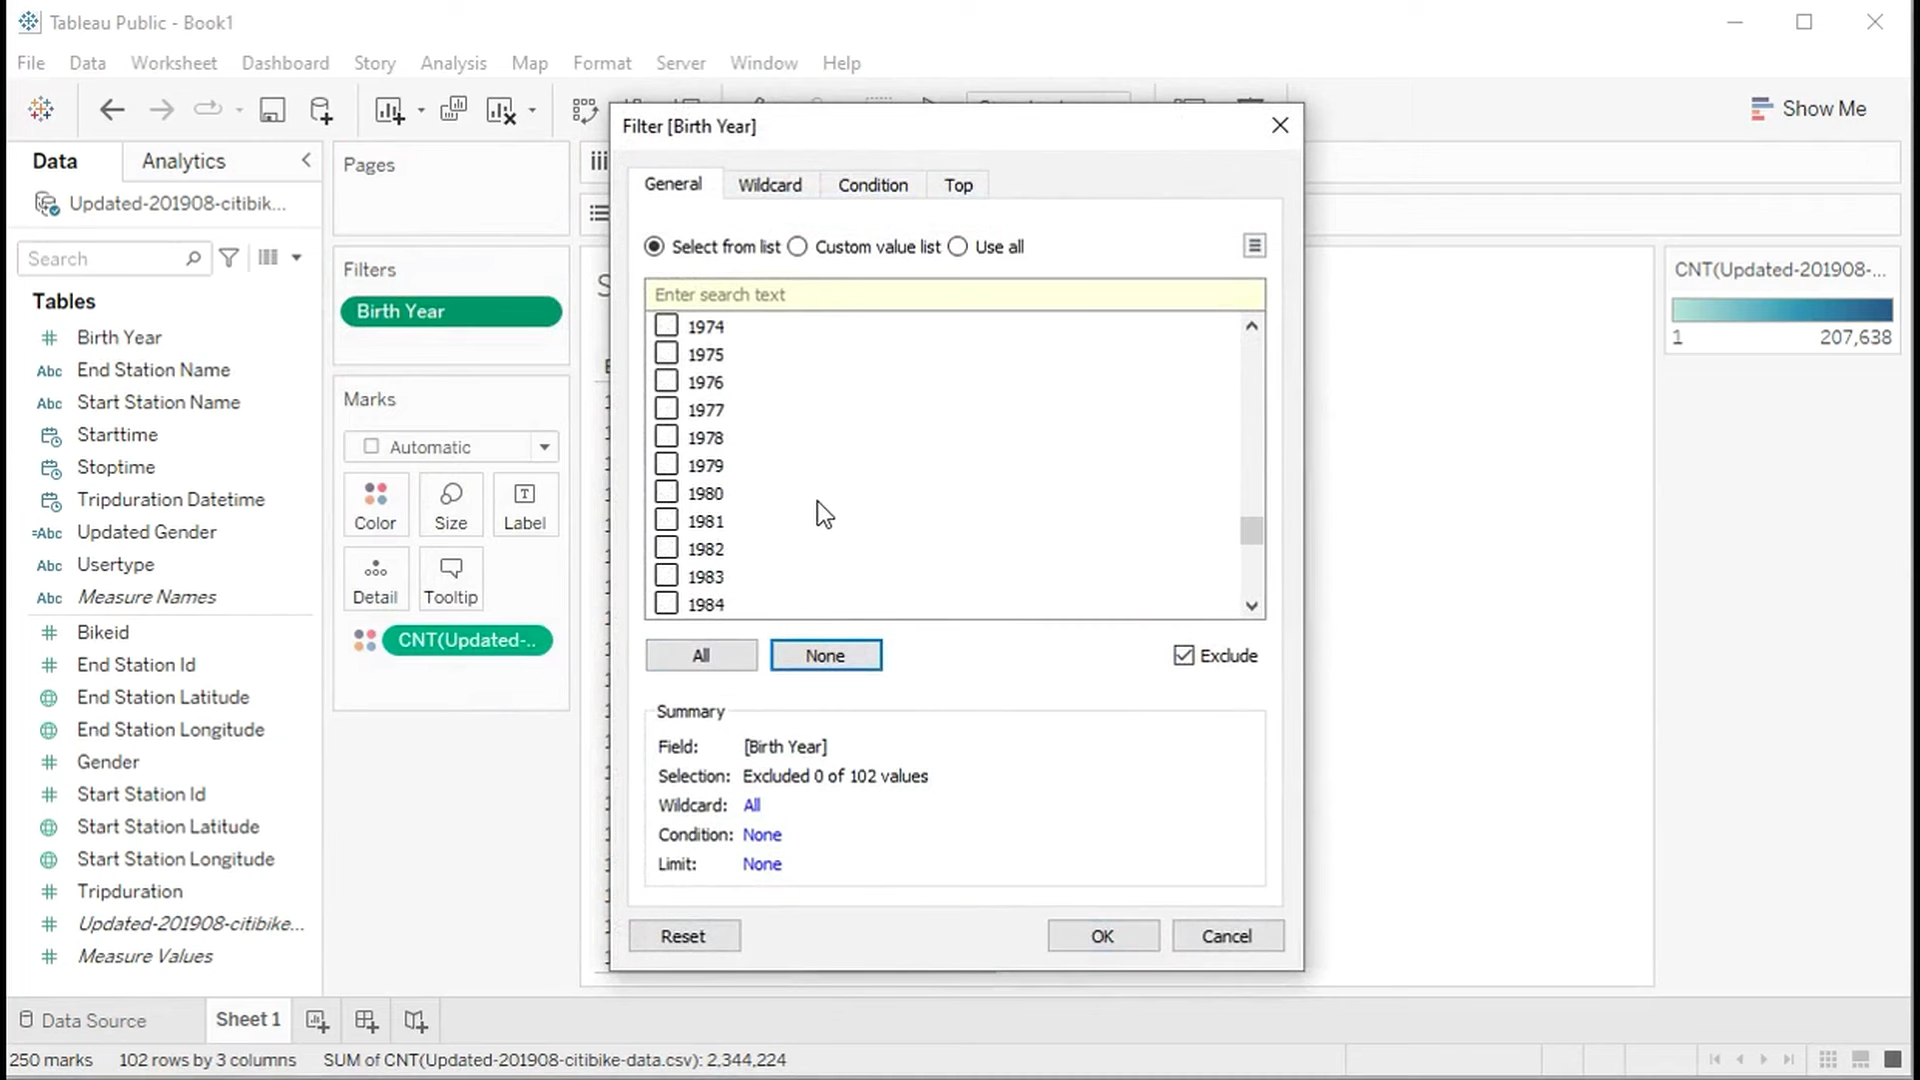 Tableau Public - Book1
File Data Worksheet Dashboard Story Analysis Map Format Server Window Help
Show Me
Data Analytics
Updated-201908-citibik...
Search
Tables
Birth Year
Abc End Station Name
Abc Start Station Name
Starttime
Stoptime
Tripduration Datetime
=Abc Updated Gender
Abc Usertype
Abc Measure Names
Bikeid
End Station Id
End Station Latitude
End Station Longitude
Gender
Start Station Id
Start Station Latitude
Start Station Longitude
Tripduration
Updated-201908-citibike...
Measure Values
Pages
Filters
Birth Year
Marks
Automatic
Color Size Label
Detail Tooltip
CNT(Updated-..
Filter [Birth Year]
General Wildcard Condition Top
Select from list Custom value list Use all
Enter search text
1974
1975
1976
1977
1978
1979
1980
1981
1982
1983
1984
All None Exclude
Summary
Field: [Birth Year]
Selection: Excluded 0 of 102 values
Wildcard: All
Condition: None
Limit: None
Reset OK Cancel
CNT(Updated-201908-...
1 207,638
Data Source Sheet 1
250 marks 102 rows by 3 columns SUM of CNT(Updated-201908-citibike-data.csv): 2,344,224